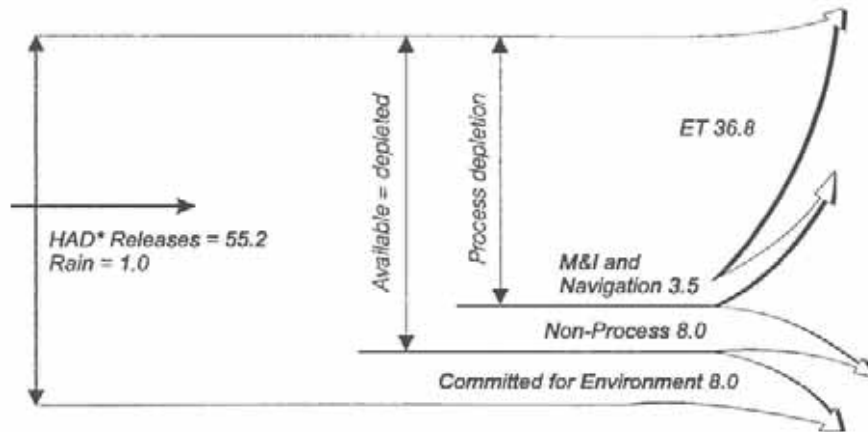 ET 36.8
Available = depleted
Process depletion
HAD* Releases = 55.2
Rain = 1.0
M&I and
Navigation 3.5
Non-Process 8.0
Committed for Environment 8.0